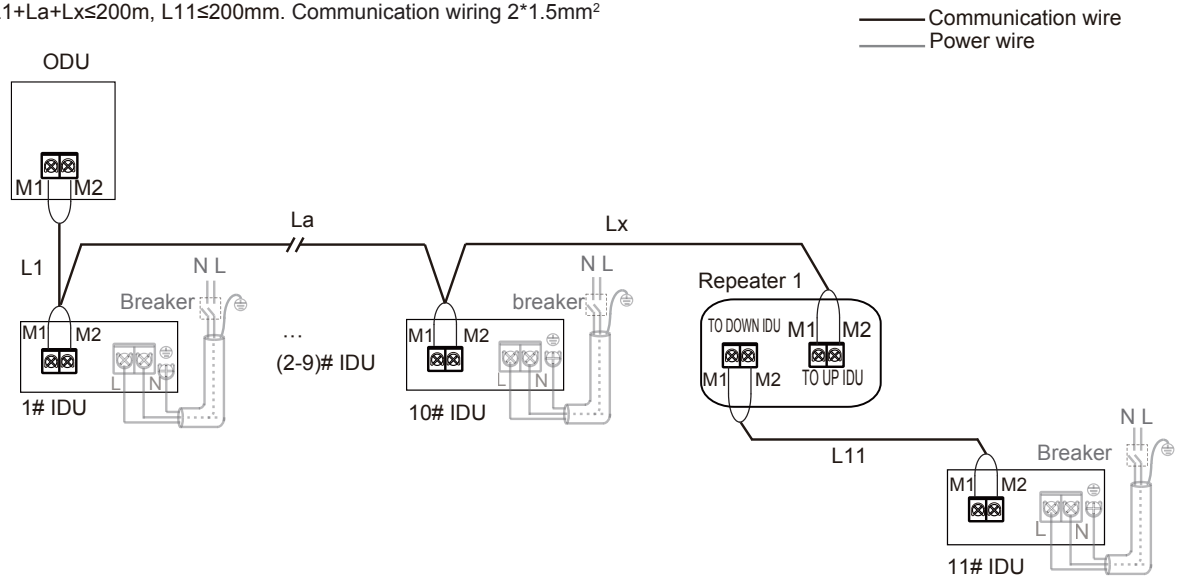 1+La+Lx≤200m, L11≤200mm. Communication wiring 2*1.5mm²
Communication wire
Power wire
ODU
M1 M2
La
Lx
L1
N L
Breaker
M1 M2
L N
1# IDU
...
(2-9)# IDU
N L
breaker
M1 M2
L N
10# IDU
Repeater 1
TO DOWN IDU
M1 M2
TO UP IDU
M1 M2
L11
N L
Breaker
M1 M2
L N
11# IDU